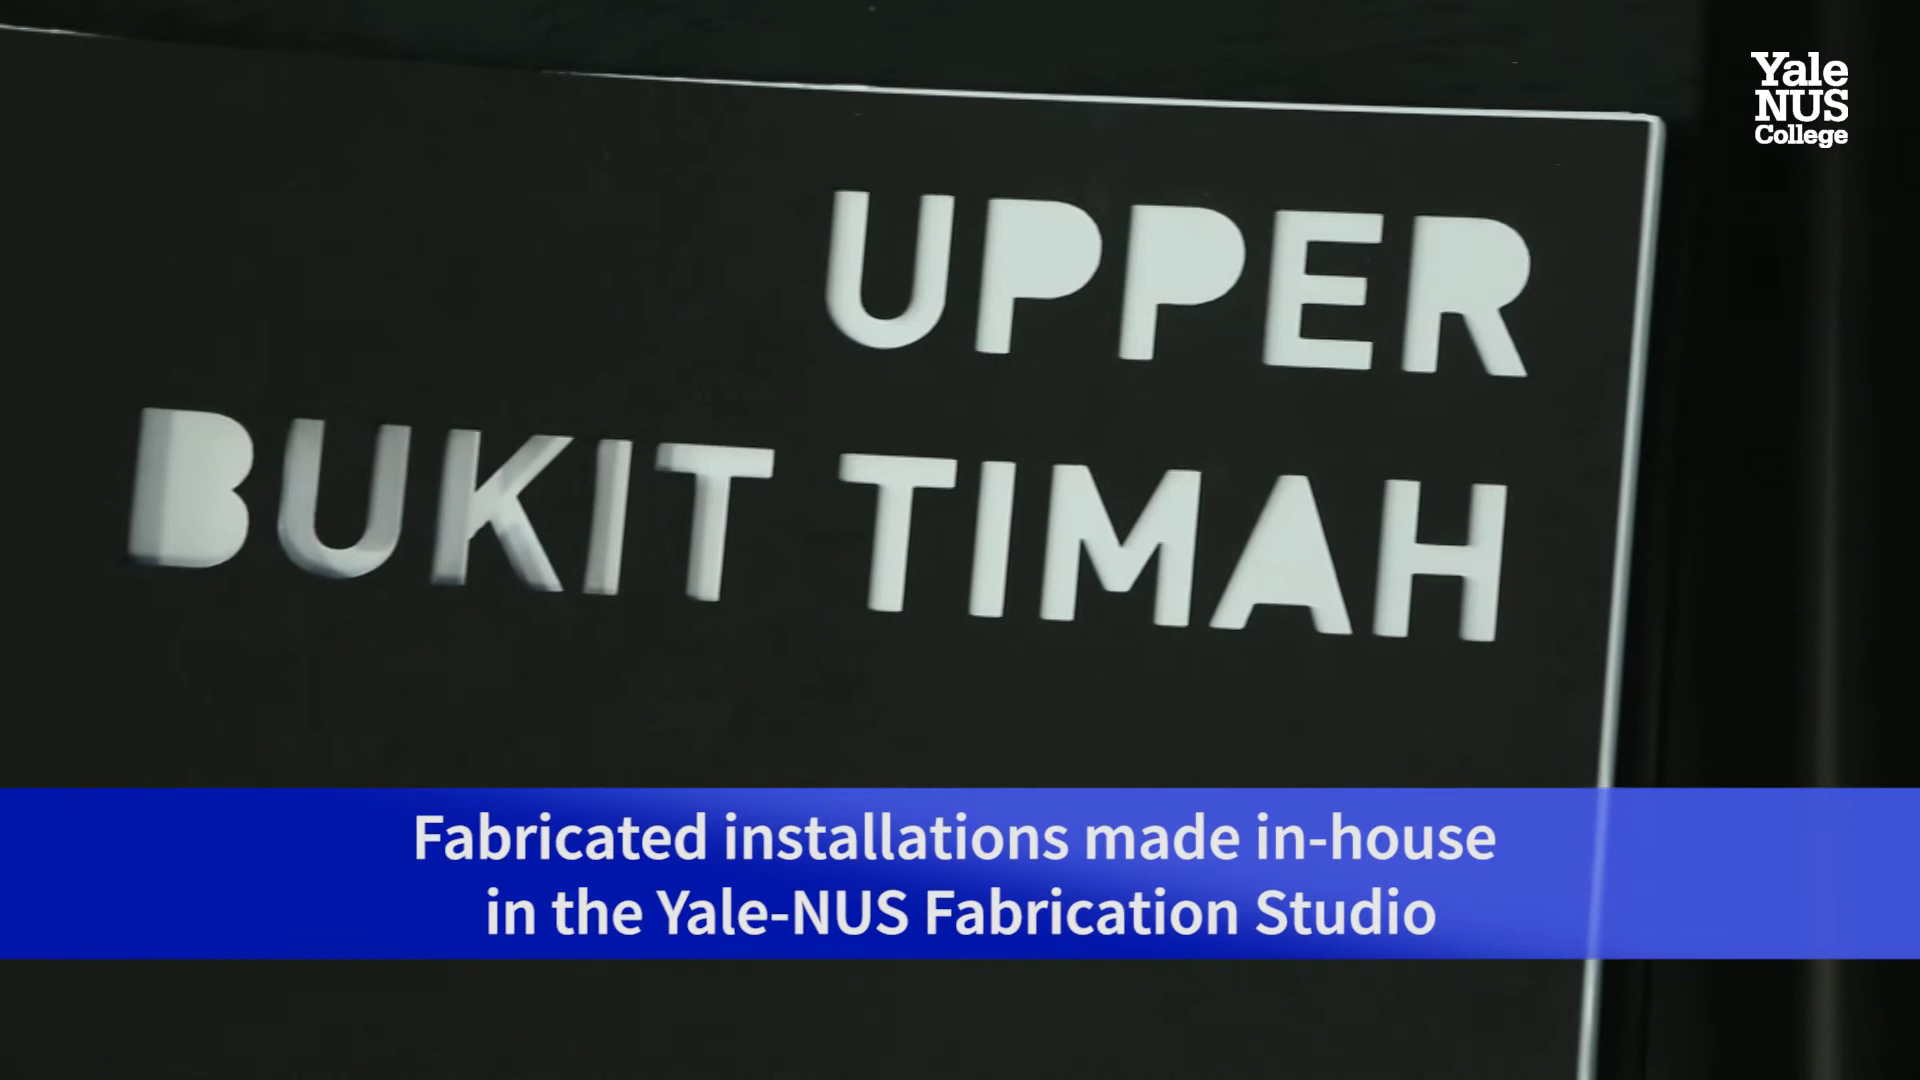 Yale
NUS
College
UPPER
BUKIT TIMAH
Fabricated installations made in-house
in the Yale-NUS Fabrication Studio